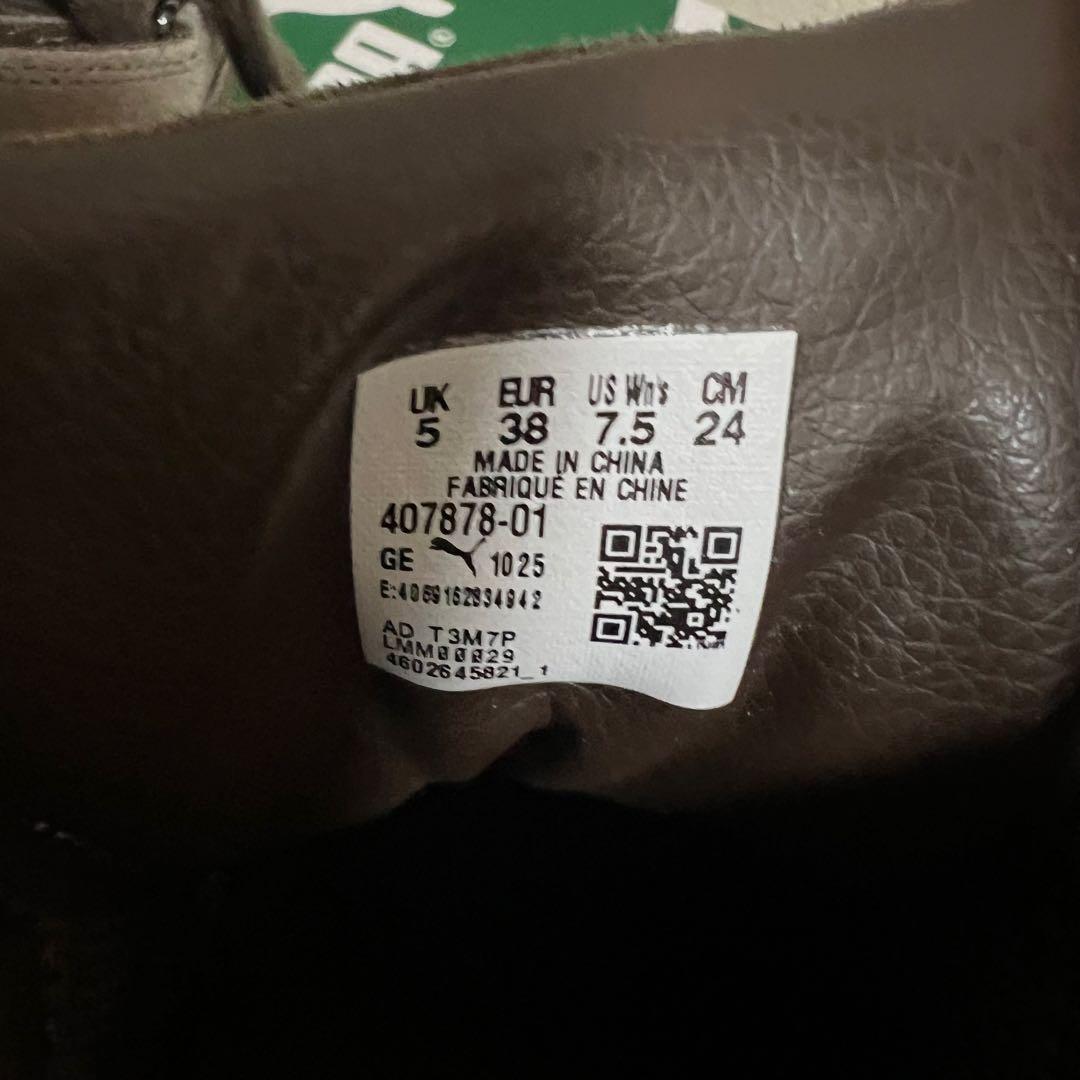 UK EUR US Wn's CM
5 38 7.5 24
MADE IN CHINA
FABRIQUÉ EN CHINE
407878-01
GE 1025
AD T3M7P
LMM00029
4602645821_1